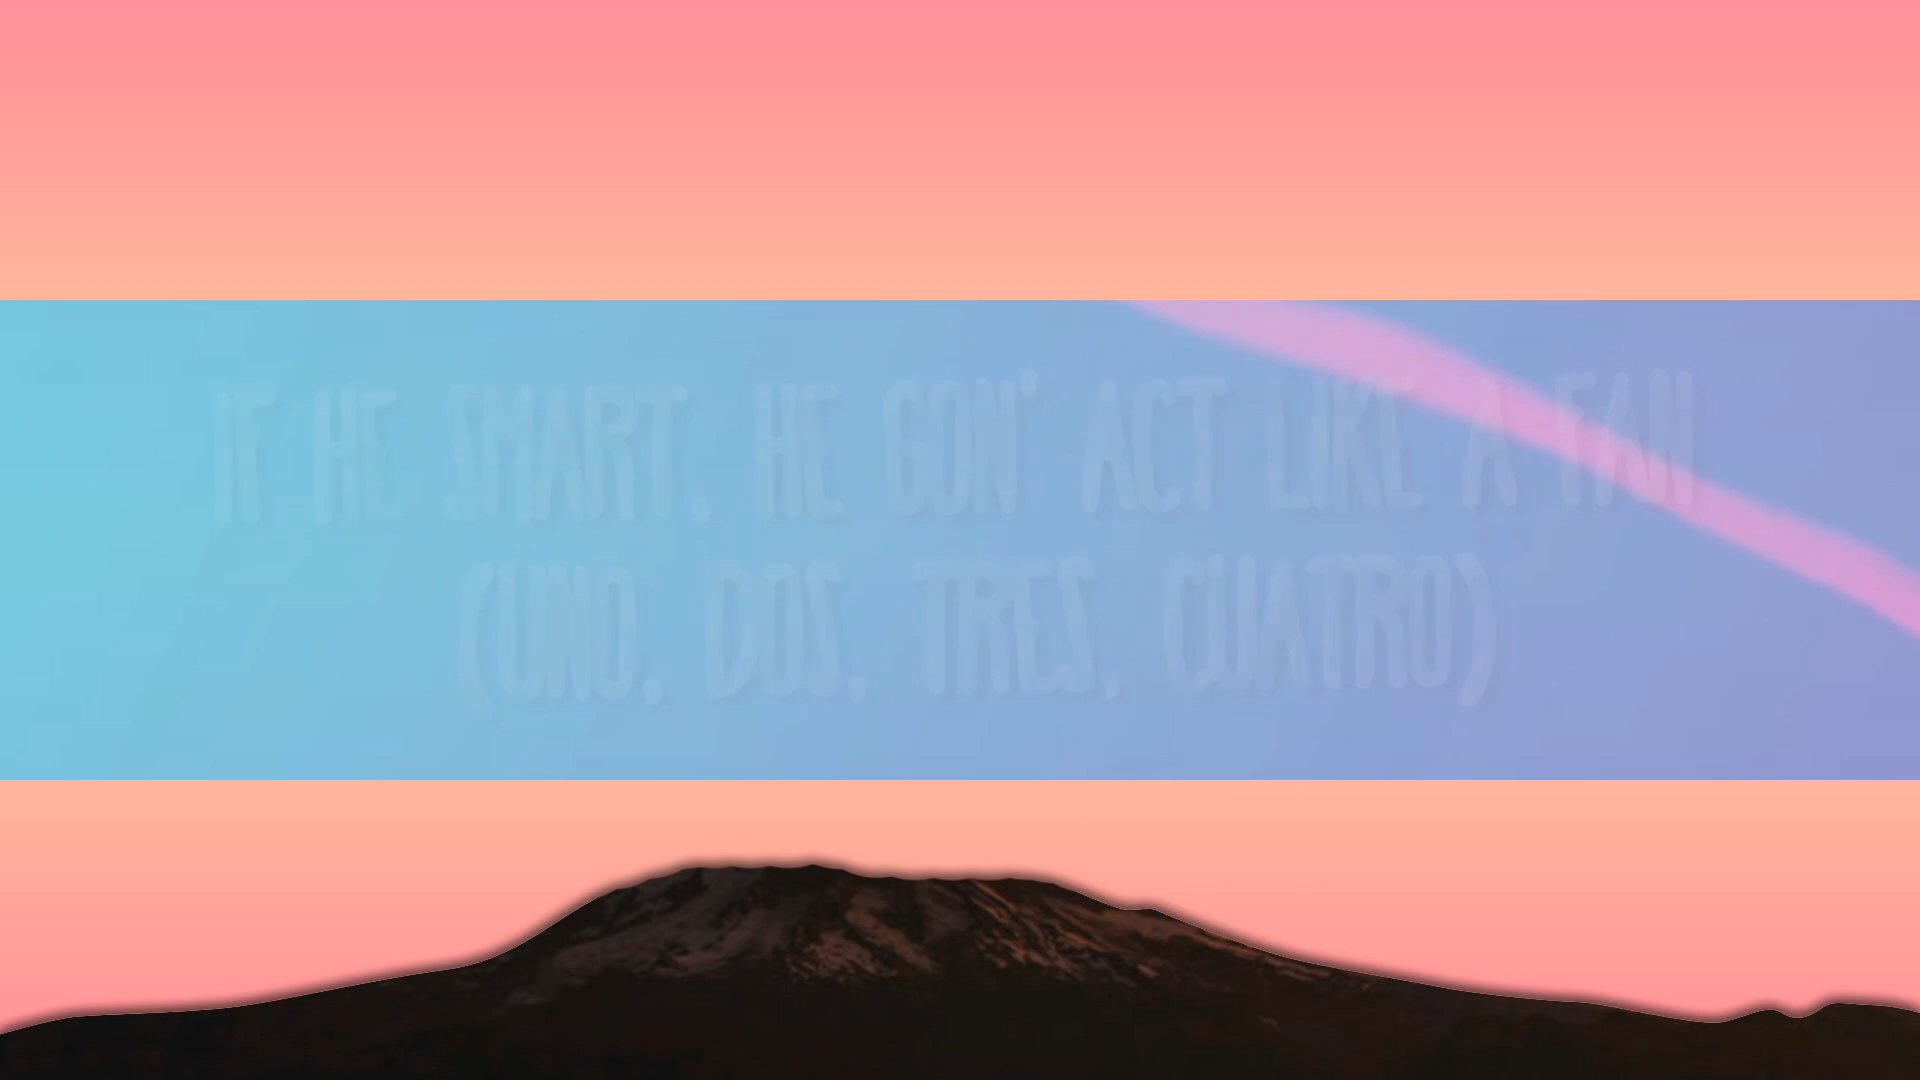 IF HE SMART, HE GON' ACT LIKE A FAN
(UNO, DOS, TRES, CUATRO)